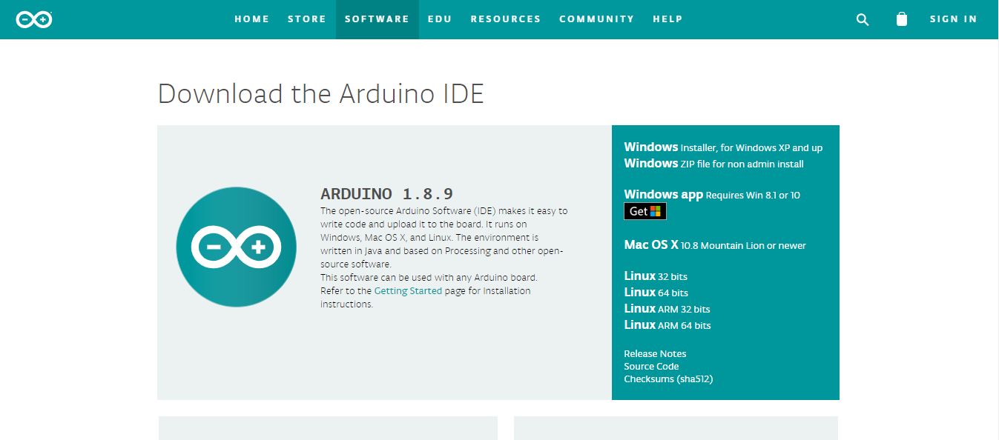 HOME STORE SOFTWARE EDU RESOURCES COMMUNITY HELP SIGN IN
Download the Arduino IDE
ARDUINO 1.8.9
The open-source Arduino Software (IDE) makes it easy to
write code and upload it to the board. It runs on
Windows, Mac OS X, and Linux. The environment is
written in Java and based on Processing and other open-
source software.
This software can be used with any Arduino board.
Refer to the Getting Started page for Installation
instructions.
Windows Installer, for Windows XP and up
Windows ZIP file for non admin install
Windows app Requires Win 8.1 or 10
Get
Mac OS X 10.8 Mountain Lion or newer
Linux 32 bits
Linux 64 bits
Linux ARM 32 bits
Linux ARM 64 bits
Release Notes
Source Code
Checksums (sha512)